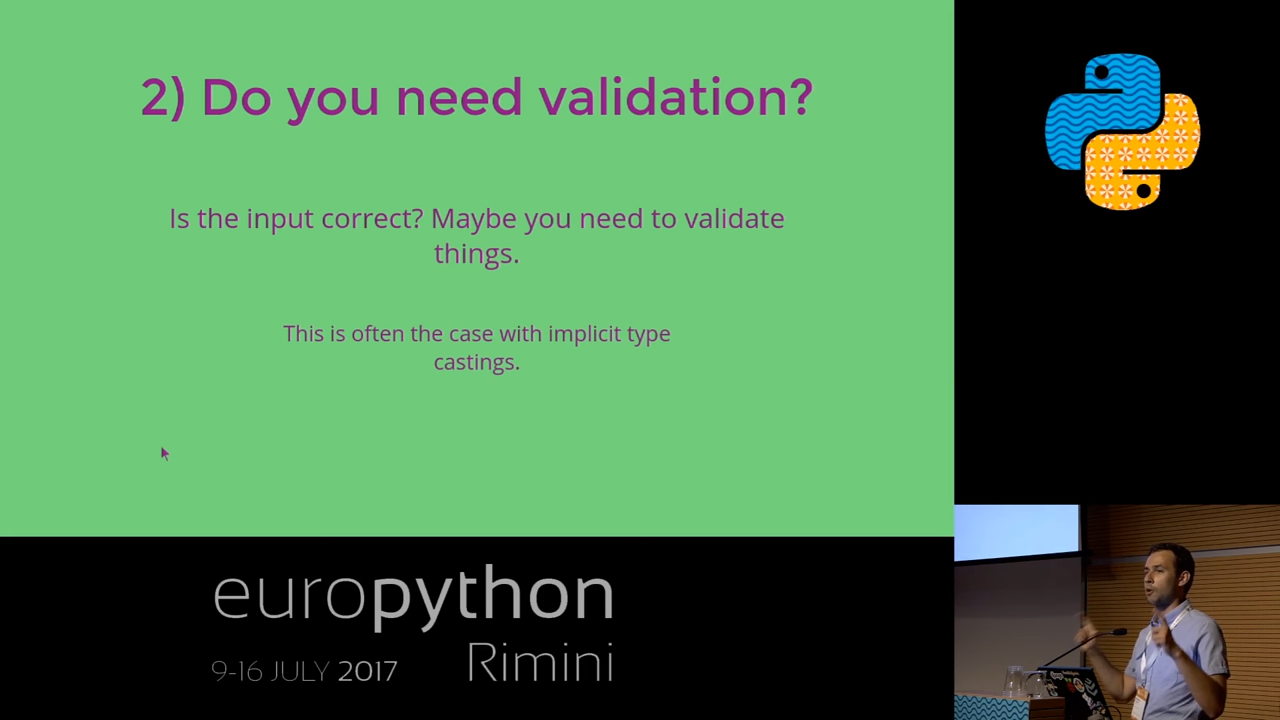 2) Do you need validation?
Is the input correct? Maybe you need to validate
things.
This is often the case with implicit type
castings.
europython
9-16 JULY 2017
Rimini